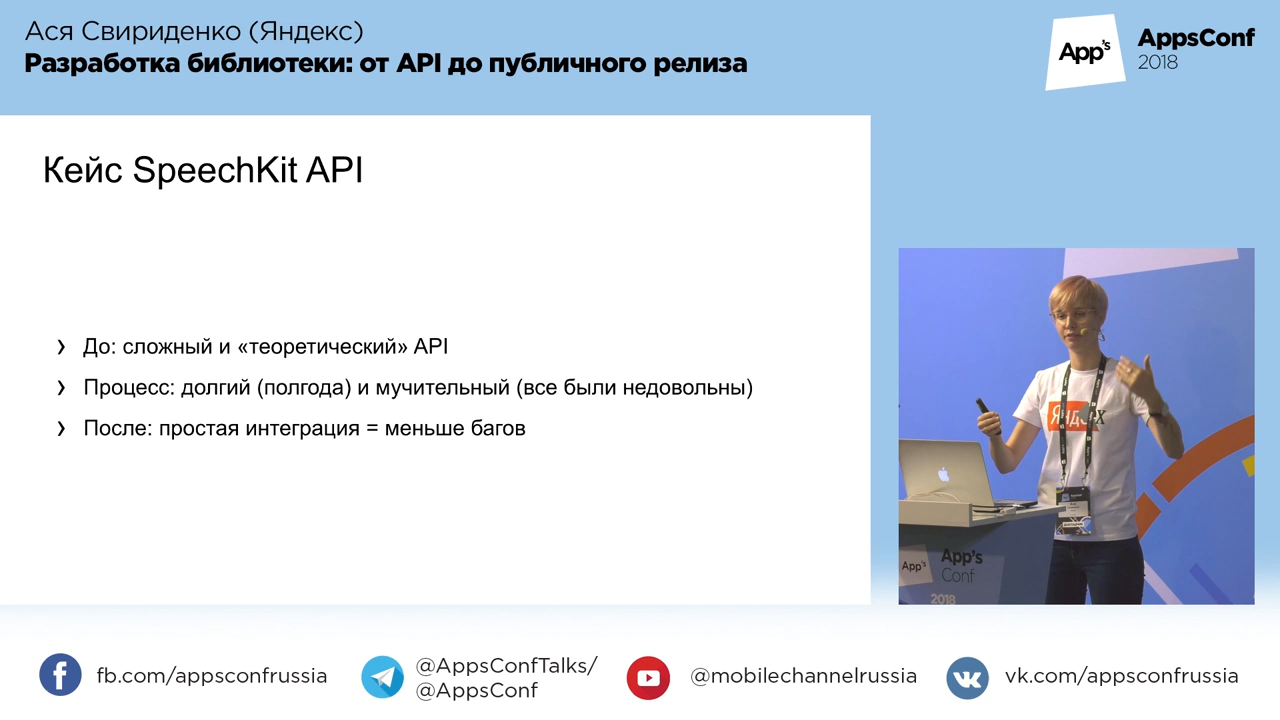 Ася Свириденко (Яндекс)
Разработка библиотеки: от API до публичного релиза
App's
AppsConf
2018
Кейс SpeechKit API
› До: сложный и «теоретический» API
› Процесс: долгий (полгода) и мучительный (все были недовольны)
› После: простая интеграция = меньше багов
App's
App's
Conf
2018
fb.com/appsconfrussia
@AppsConfTalks/
@AppsConf
@mobilechannelrussia
vk.com/appsconfrussia